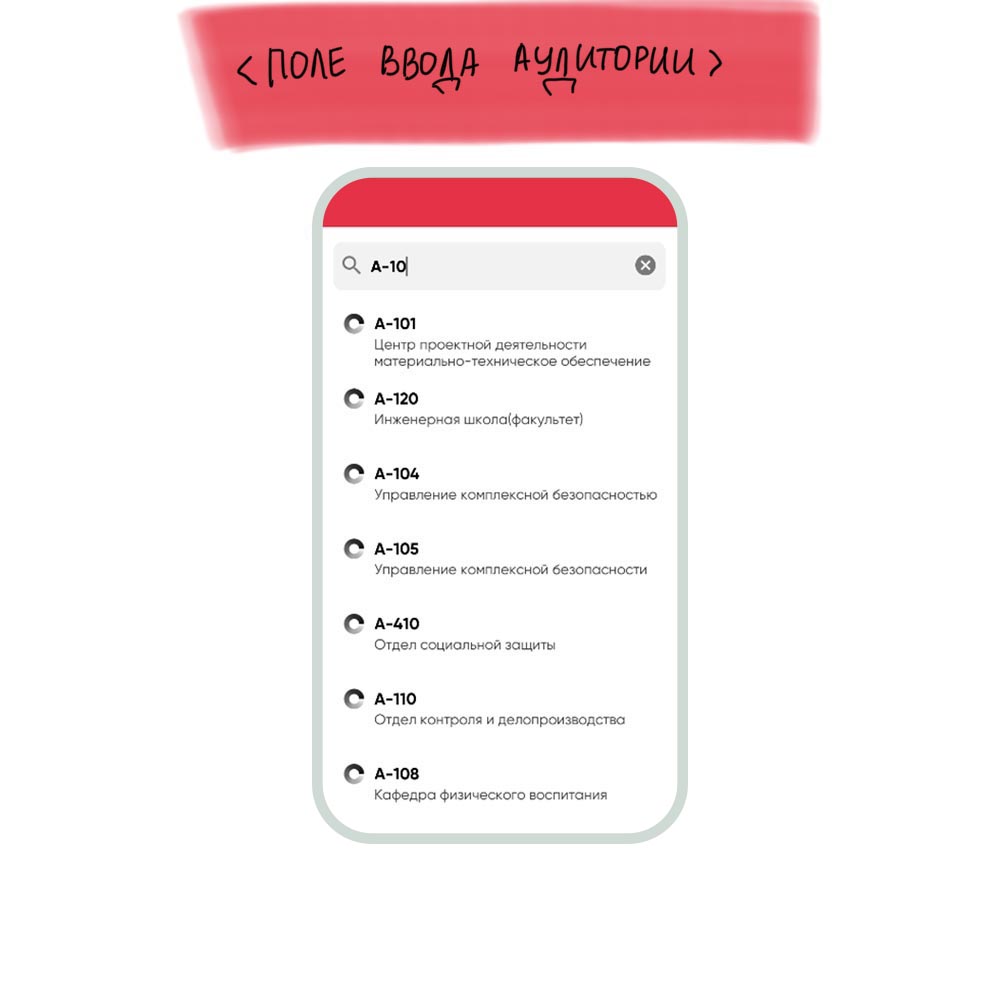 <ПОЛЕ ВВОДА АУДИТОРИИ>
А-10
А-101
Центр проектной деятельности
материально-техническое обеспечение
А-120
Инженерная школа(факультет)
А-104
Управление комплексной безопасностью
А-105
Управление комплексной безопасности
А-410
Отдел социальной защиты
А-110
Отдел контроля и делопроизводства
А-108
Кафедра физического воспитания